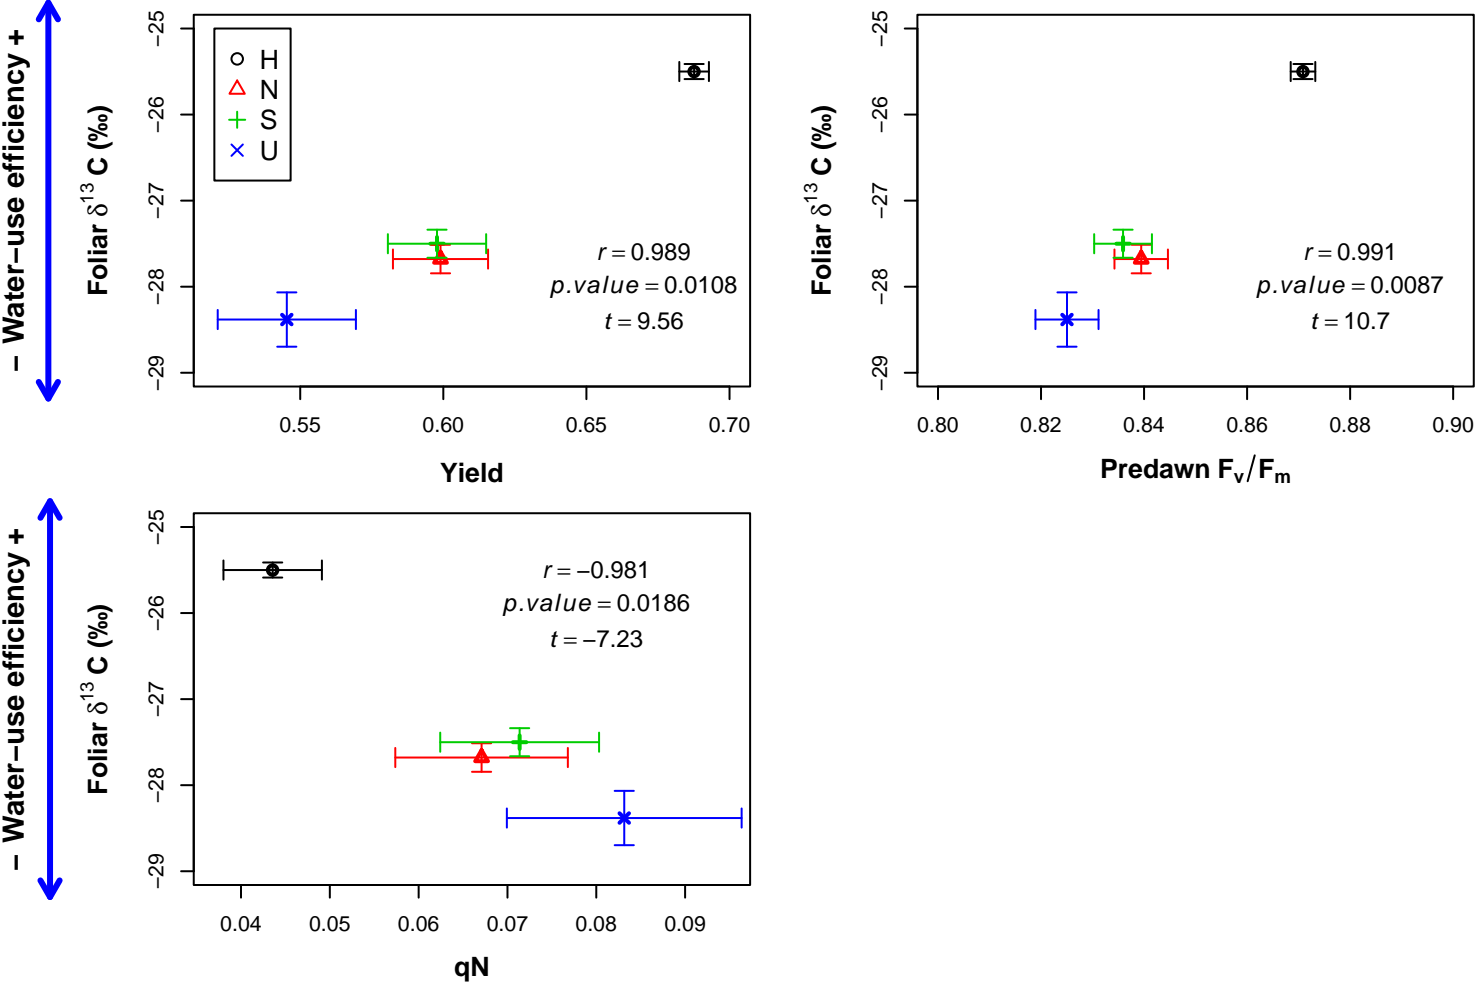 − Water−use efficiency +
Foliar δ13 C (‰)
−25
−26
−27
−28
−29
H
N
S
U
r = 0.989
p.value = 0.0108
t = 9.56
0.55 0.60 0.65 0.70
Yield
Foliar δ13 C (‰)
−25
−26
−27
−28
−29
r = 0.991
p.value = 0.0087
t = 10.7
0.80 0.82 0.84 0.86 0.88 0.90
Predawn Fv/Fm
− Water−use efficiency +
Foliar δ13 C (‰)
−25
−26
−27
−28
−29
r = −0.981
p.value = 0.0186
t = −7.23
0.04 0.05 0.06 0.07 0.08 0.09
qN